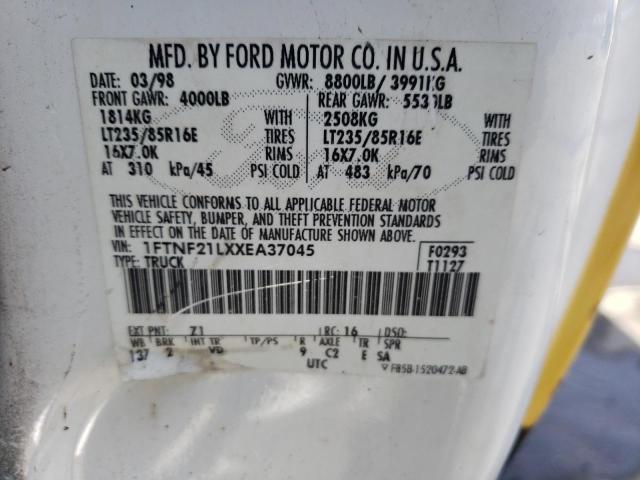 MFD. BY FORD MOTOR CO. IN U.S.A.
DATE: 03/98 GVWR: 8800LB/ 3991KG
FRONT GAWR: 4000LB REAR GAWR: 5530LB
1814KG WITH 2508KG WITH
LT235/85R16E TIRES LT235/85R16E TIRES
16X7.0K RIMS 16X7.0K RIMS
AT 310 kPa/45 PSI COLD AT 483 kPa/70 PSI COLD
THIS VEHICLE CONFORMS TO ALL APPLICABLE FEDERAL MOTOR
VEHICLE SAFETY, BUMPER, AND THEFT PREVENTION STANDARDS
IN EFFECT ON THE DATE OF MANUFACTURE SHOWN ABOVE.
VIN: 1FTNF21LXXEA37045 F0293
TYPE: TRUCK T1127
EXT PNT: Z1 RC: 16 DSO:
WB BRK INT TR TP/PS R AXLE TR SPR
137 2 VD 9 C2 E SA
UTC F85B-1520472-AB